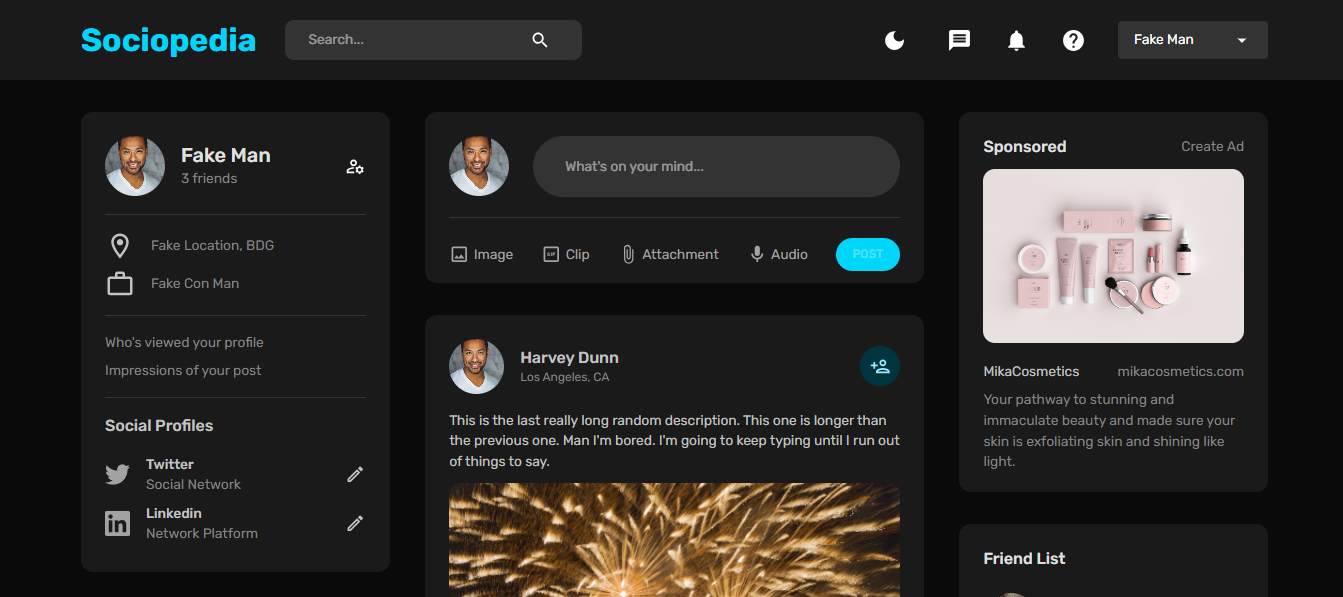 Sociopedia
Search...
Fake Man
Fake Man
3 friends
Fake Location, BDG
Fake Con Man
Who's viewed your profile
Impressions of your post
Social Profiles
Twitter
Social Network
Linkedin
Network Platform
What's on your mind...
Image
GIF
Clip
Attachment
Audio
POST
Harvey Dunn
Los Angeles, CA
This is the last really long random description. This one is longer than
the previous one. Man I'm bored. I'm going to keep typing until I run out
of things to say.
Sponsored
Create Ad
MikaCosmetics
mikacosmetics.com
Your pathway to stunning and
immaculate beauty and made sure your
skin is exfoliating skin and shining like
light.
Friend List